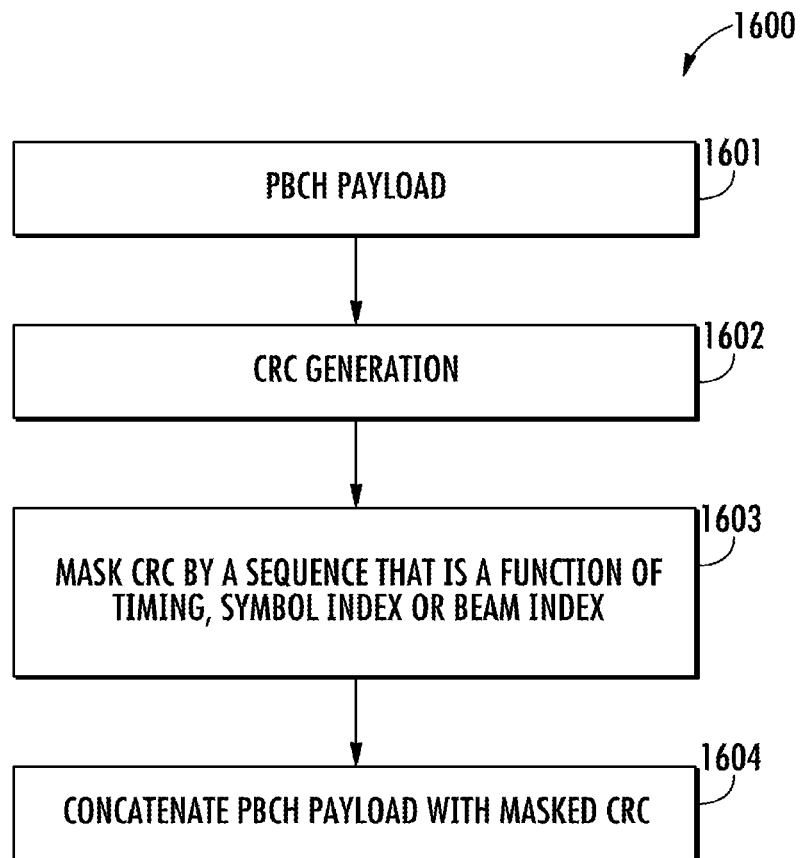 1600
1601
PBCH PAYLOAD
1602
CRC GENERATION
1603
MASK CRC BY A SEQUENCE THAT IS A FUNCTION OF
TIMING, SYMBOL INDEX OR BEAM INDEX
1604
CONCATENATE PBCH PAYLOAD WITH MASKED CRC